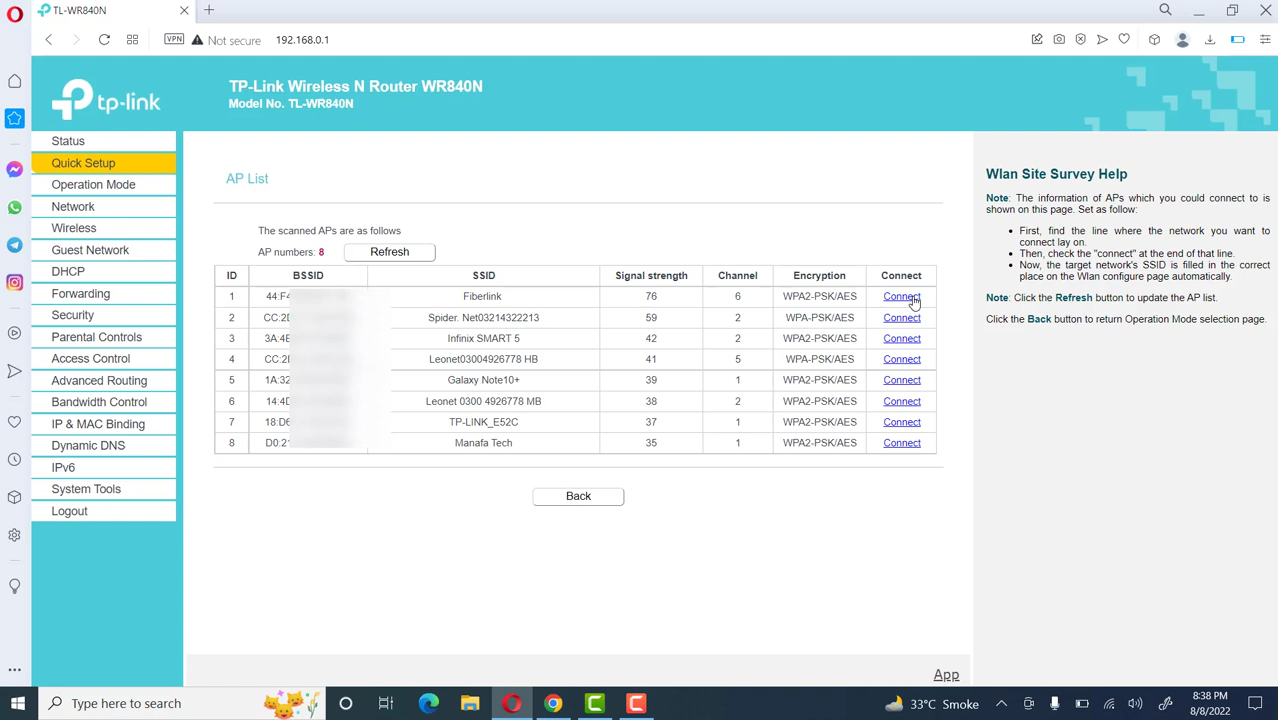 TL-WR840N
VPN
Not secure
192.168.0.1
tp-link
TP-Link Wireless N Router WR840N
Model No. TL-WR840N
Status
Quick Setup
Operation Mode
Network
Wireless
Guest Network
DHCP
Forwarding
Security
Parental Controls
Access Control
Advanced Routing
Bandwidth Control
IP & MAC Binding
Dynamic DNS
IPv6
System Tools
Logout
AP List
The scanned APs are as follows
AP numbers: 8 Refresh
ID BSSID SSID Signal strength Channel Encryption Connect
1 44:F4 Fiberlink 76 6 WPA2-PSK/AES Connect
2 Spider. Net03214322213 59 2 WPA-PSK/AES Connect
3 Infinix SMART 5 42 2 WPA2-PSK/AES Connect
4 Leonet03004926778 HB 41 5 WPA-PSK/AES Connect
5 1A:32 Galaxy Note10+ 39 1 WPA2-PSK/AES Connect
6 Leonet 0300 4926778 MB 38 2 WPA2-PSK/AES Connect
7 TP-LINK_E52C 37 1 WPA2-PSK/AES Connect
8 Manafa Tech 35 1 WPA2-PSK/AES Connect
Back
Wlan Site Survey Help
Note: The information of APs which you could connect to is
shown on this page. Set as follow:
First, find the line where the network you want to
connect lay on.
Then, check the "connect" at the end of that line.
Now, the target network's SSID is filled in the correct
place on the Wlan configure page automatically.
Note: Click the Refresh button to update the AP list.
Click the Back button to return Operation Mode selection page.
App
Type here to search
33°C Smoke
8:38 PM
8/8/2022